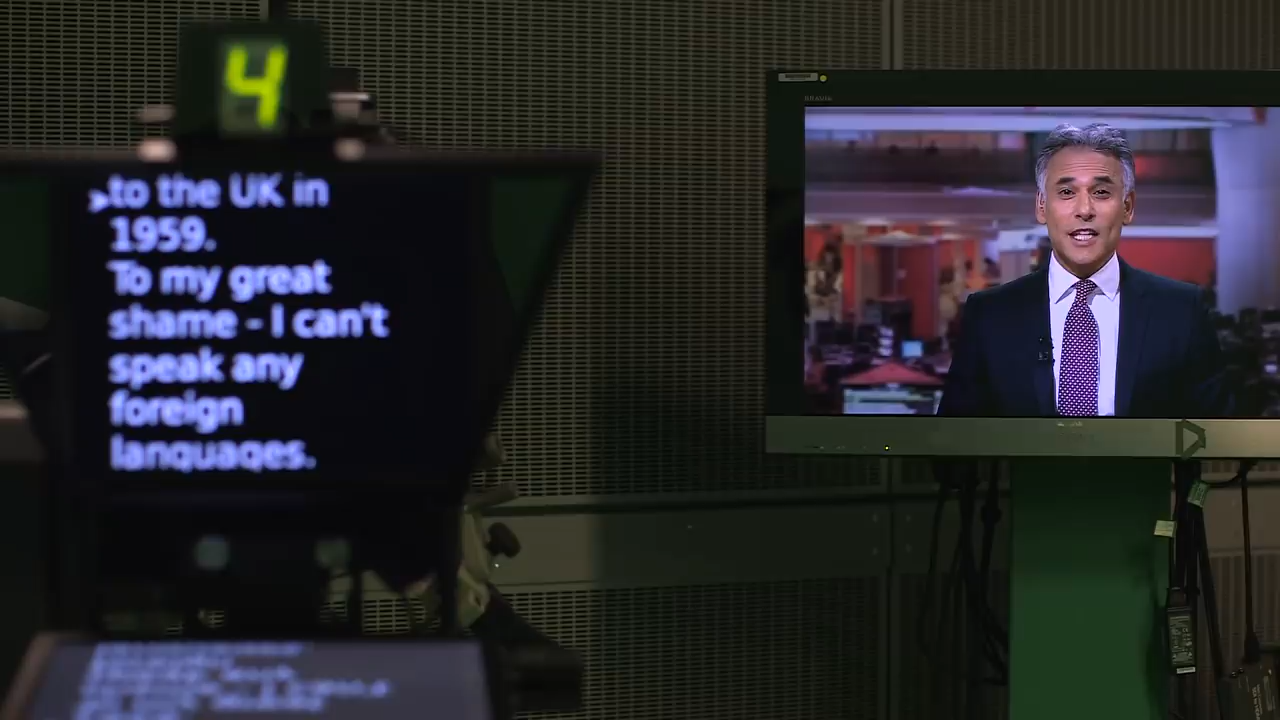 4
to the UK in
1959.
To my great
shame - I can't
speak any
foreign
languages.